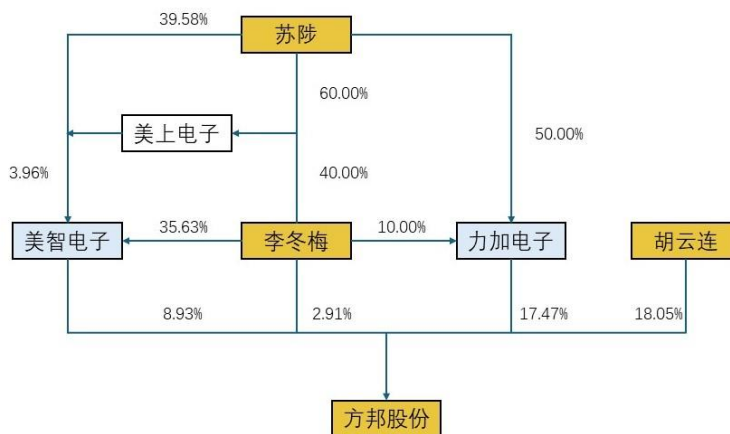 39.58%
苏陟
60.00%
美上电子
50.00%
3.96%
40.00%
美智电子
35.63%
李冬梅
10.00%
力加电子
胡云连
8.93%
2.91%
17.47%
18.05%
方邦股份